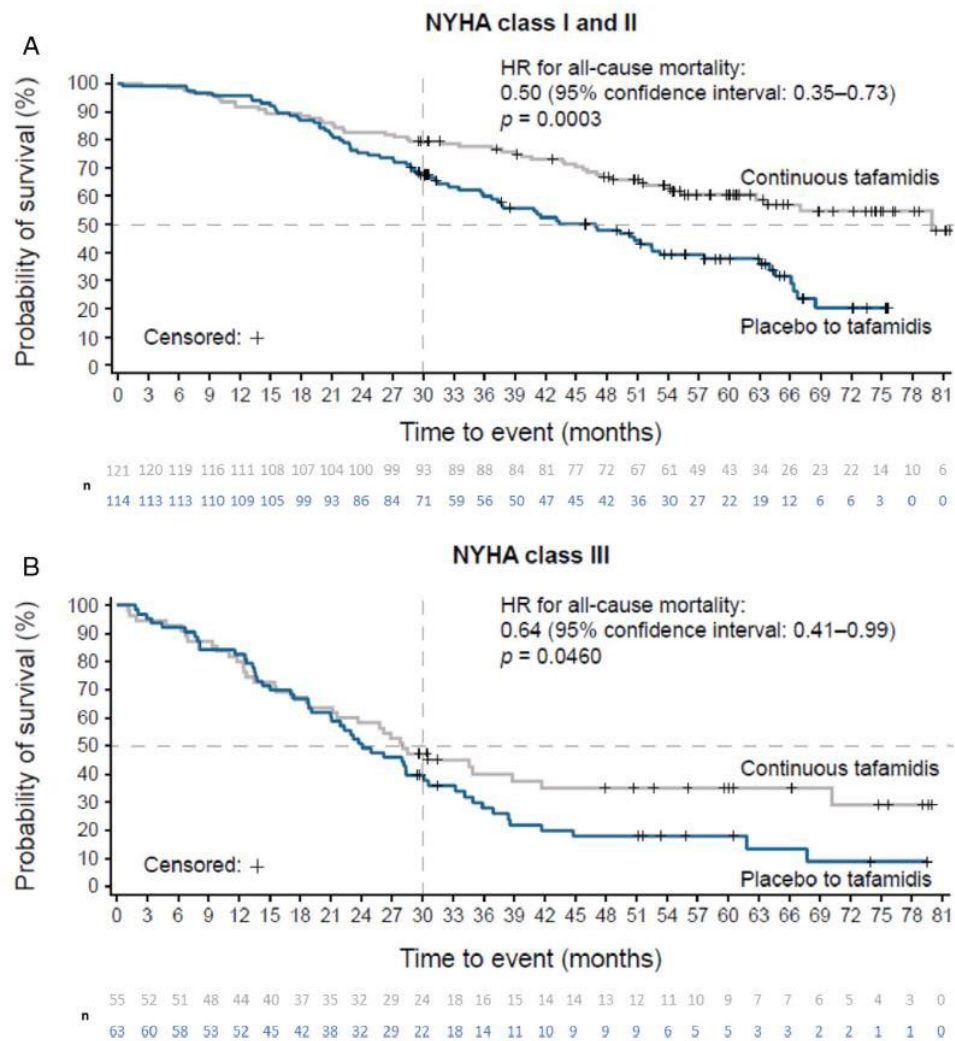 NYHA class I and II
A
HR for all-cause mortality:
0.50 (95% confidence interval: 0.35–0.73)
p = 0.0003
Probability of survival (%)
100
90
80
70
60
50
40
30
20
10
0
Continuous tafamidis
Placebo to tafamidis
Censored: +
0 3 6 9 12 15 18 21 24 27 30 33 36 39 42 45 48 51 54 57 60 63 66 69 72 75 78 81
Time to event (months)
n
121 120 119 116 111 108 107 104 100 99 93 89 88 84 81 77 72 67 61 49 43 34 26 23 22 14 10 6
114 113 113 110 109 105 99 93 86 84 71 59 56 50 47 45 42 36 30 27 22 19 12 6 6 3 0 0
NYHA class III
B
HR for all-cause mortality:
0.64 (95% confidence interval: 0.41–0.99)
p = 0.0460
Probability of survival (%)
100
90
80
70
60
50
40
30
20
10
0
Continuous tafamidis
Placebo to tafamidis
Censored: +
0 3 6 9 12 15 18 21 24 27 30 33 36 39 42 45 48 51 54 57 60 63 66 69 72 75 78 81
Time to event (months)
n
55 52 51 48 44 40 37 35 32 29 24 18 16 15 14 14 13 12 11 10 9 7 7 6 5 4 3 0
63 60 58 53 52 45 42 38 32 29 22 18 14 11 10 9 9 9 6 5 5 3 3 2 2 1 1 0